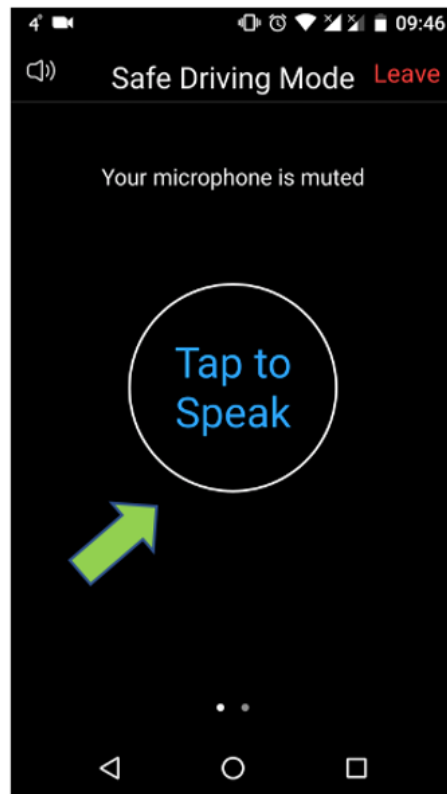 4° 09:46
Safe Driving Mode Leave
Your microphone is muted
Tap to
Speak